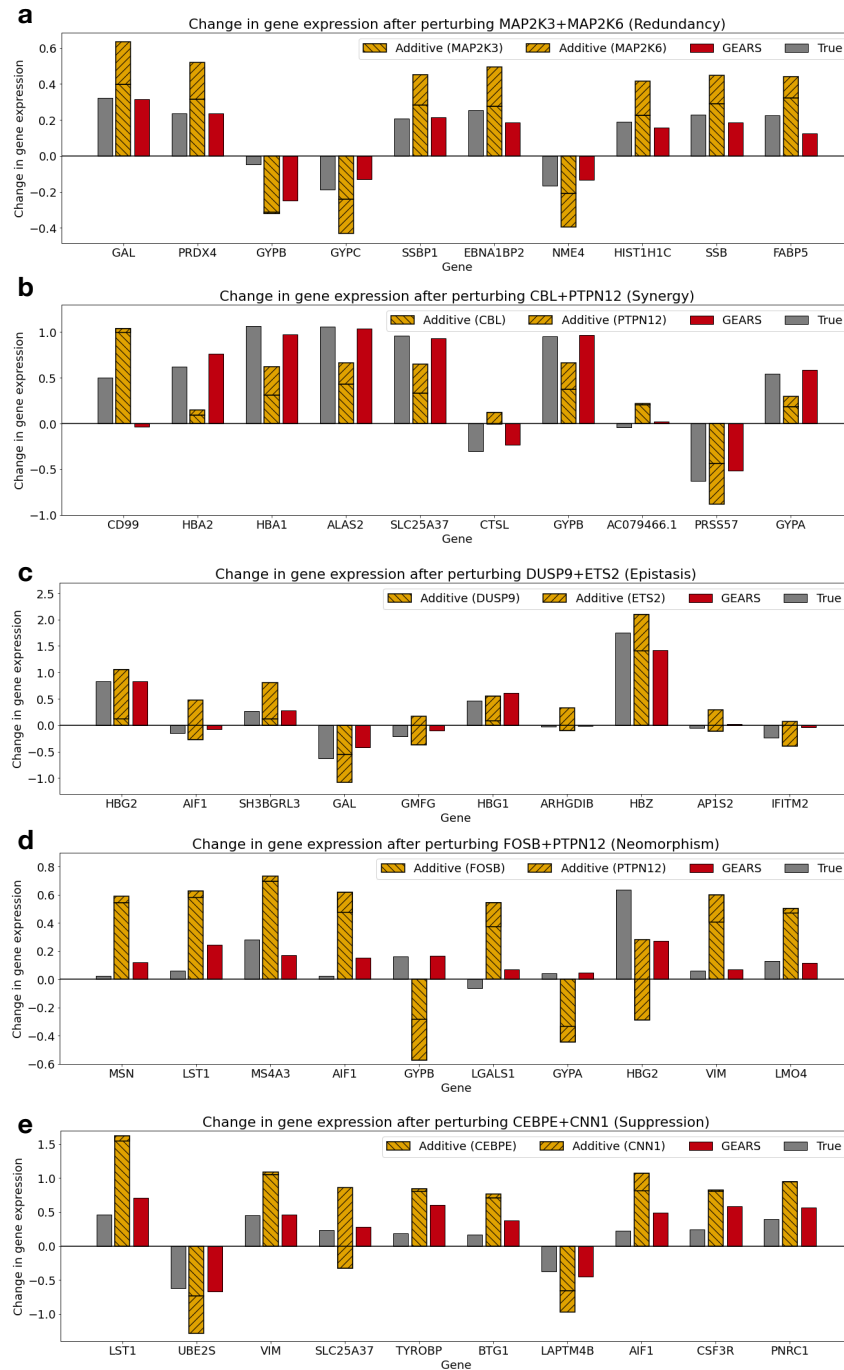 a
Change in gene expression after perturbing MAP2K3+MAP2K6 (Redundancy)
Additive (MAP2K3) Additive (MAP2K6) GEARS True
Change in gene expression
0.6
0.4
0.2
0.0
−0.2
−0.4
GAL PRDX4 GYPB GYPC SSBP1 EBNA1BP2 NME4 HIST1H1C SSB FABP5
Gene
b
Change in gene expression after perturbing CBL+PTPN12 (Synergy)
Additive (CBL) Additive (PTPN12) GEARS True
Change in gene expression
1.0
0.5
0.0
−0.5
−1.0
CD99 HBA2 HBA1 ALAS2 SLC25A37 CTSL GYPB AC079466.1 PRSS57 GYPA
Gene
c
Change in gene expression after perturbing DUSP9+ETS2 (Epistasis)
Additive (DUSP9) Additive (ETS2) GEARS True
Change in gene expression
2.5
2.0
1.5
1.0
0.5
0.0
−0.5
−1.0
HBG2 AIF1 SH3BGRL3 GAL GMFG HBG1 ARHGDIB HBZ AP1S2 IFITM2
Gene
d
Change in gene expression after perturbing FOSB+PTPN12 (Neomorphism)
Additive (FOSB) Additive (PTPN12) GEARS True
Change in gene expression
0.8
0.6
0.4
0.2
0.0
−0.2
−0.4
−0.6
MSN LST1 MS4A3 AIF1 GYPB LGALS1 GYPA HBG2 VIM LMO4
Gene
e
Change in gene expression after perturbing CEBPE+CNN1 (Suppression)
Additive (CEBPE) Additive (CNN1) GEARS True
Change in gene expression
1.5
1.0
0.5
0.0
−0.5
−1.0
LST1 UBE2S VIM SLC25A37 TYROBP BTG1 LAPTM4B AIF1 CSF3R PNRC1
Gene